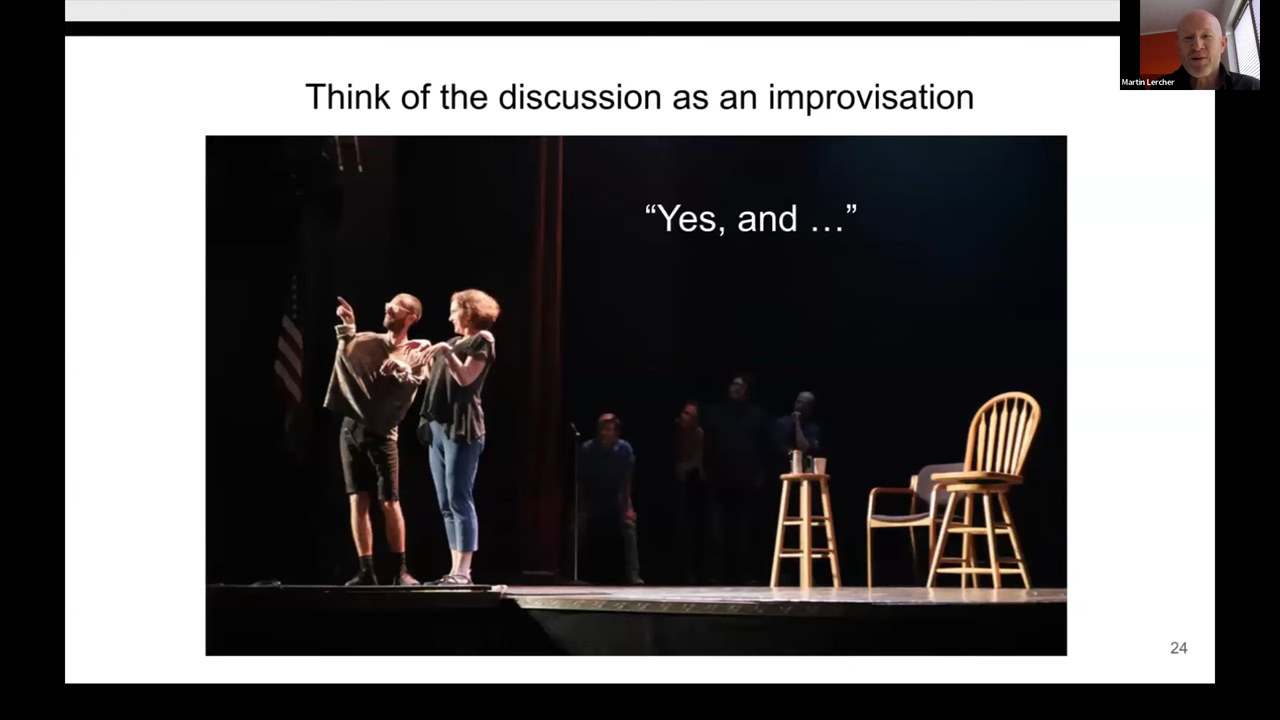 Martin Lercher
Think of the discussion as an improvisation
“Yes, and …”
24